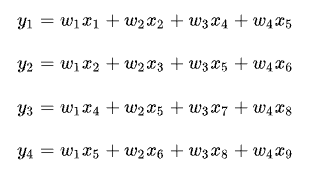 y₁ = w₁x₁ + w₂x₂ + w₃x₄ + w₄x₅
y₂ = w₁x₂ + w₂x₃ + w₃x₅ + w₄x₆
y₃ = w₁x₄ + w₂x₅ + w₃x₇ + w₄x₈
y₄ = w₁x₅ + w₂x₆ + w₃x₈ + w₄x₉